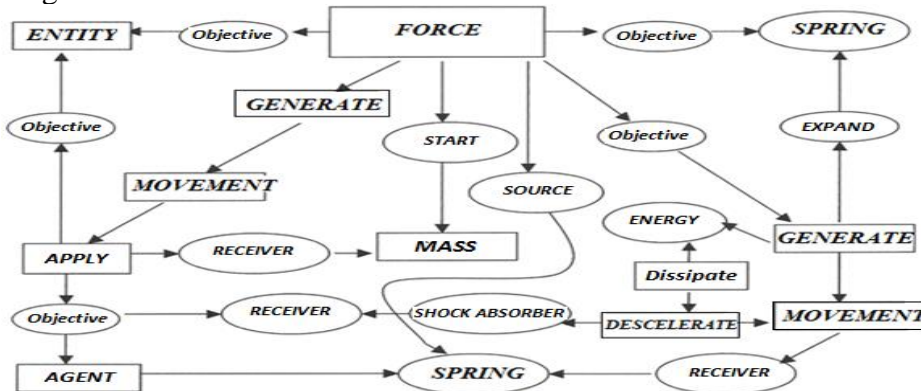 ENTITY
Objective
FORCE
Objective
SPRING
GENERATE
Objective
START
Objective
EXPAND
MOVEMENT
SOURCE
ENERGY
APPLY
RECEIVER
MASS
GENERATE
Dissipate
Objective
RECEIVER
SHOCK ABSORBER
DESCELERATE
MOVEMENT
AGENT
SPRING
RECEIVER